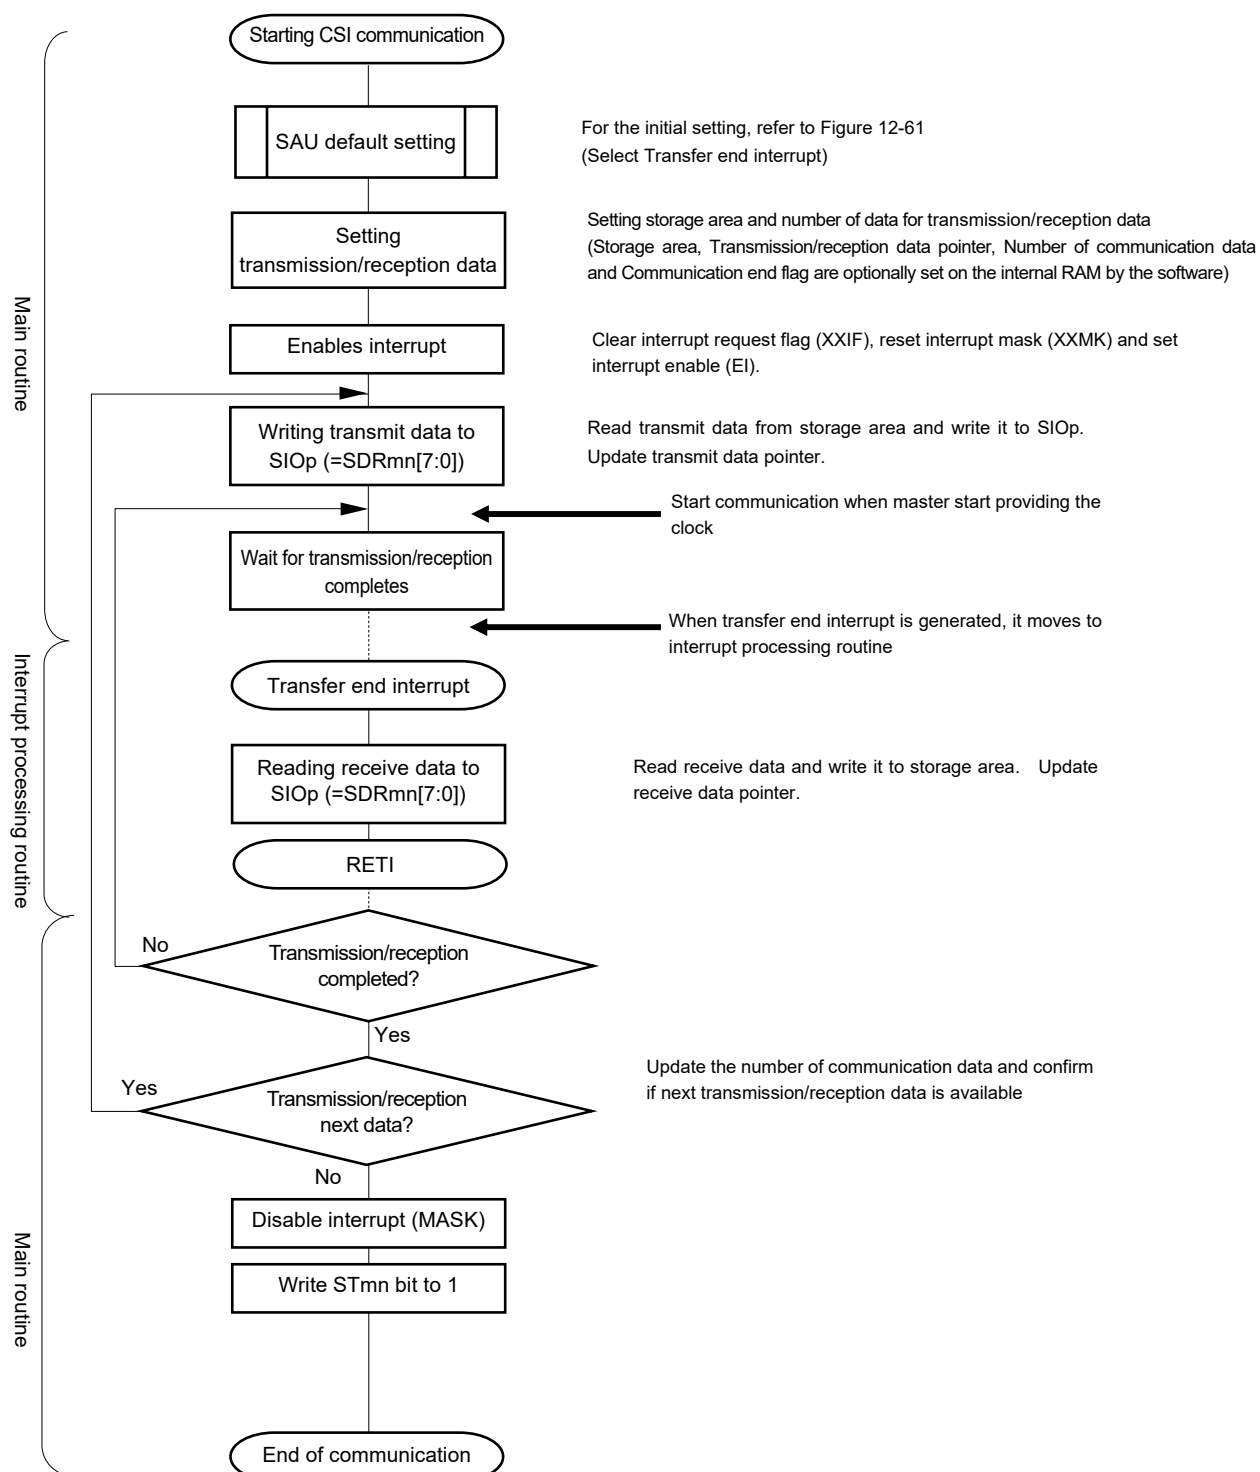 Starting CSI communication
SAU default setting
For the initial setting, refer to Figure 12-61
(Select Transfer end interrupt)
Setting
transmission/reception data
Setting storage area and number of data for transmission/reception data
(Storage area, Transmission/reception data pointer, Number of communication data
and Communication end flag are optionally set on the internal RAM by the software)
Main routine
Enables interrupt
Clear interrupt request flag (XXIF), reset interrupt mask (XXMK) and set
interrupt enable (EI).
Writing transmit data to
SIOp (=SDRmn[7:0])
Read transmit data from storage area and write it to SIOp.
Update transmit data pointer.
Start communication when master start providing the
clock
Wait for transmission/reception
completes
When transfer end interrupt is generated, it moves to
interrupt processing routine
Interrupt processing routine
Transfer end interrupt
Reading receive data to
SIOp (=SDRmn[7:0])
Read receive data and write it to storage area. Update
receive data pointer.
RETI
No
Transmission/reception
completed?
Yes
Yes
Transmission/reception
next data?
Update the number of communication data and confirm
if next transmission/reception data is available
No
Disable interrupt (MASK)
Write STmn bit to 1
Main routine
End of communication